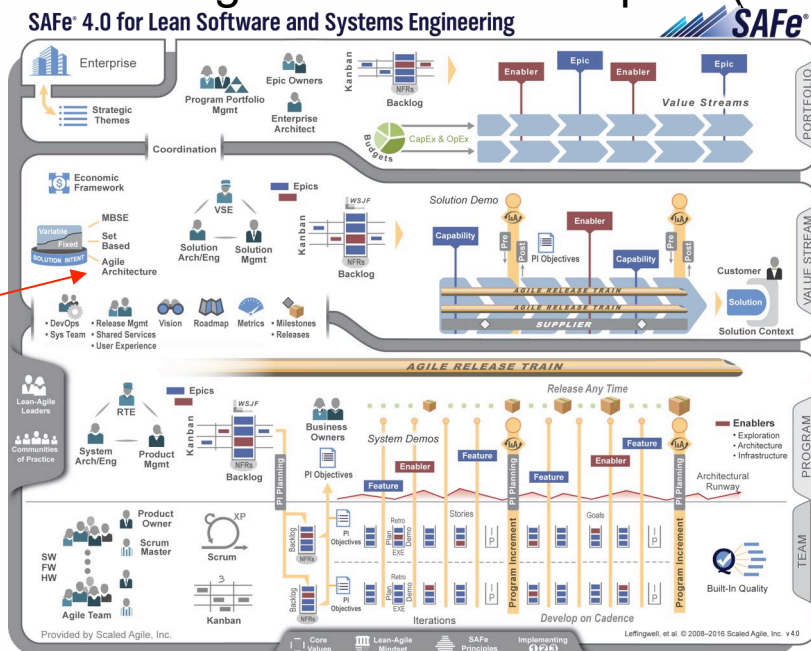 SAFe® 4.0 for Lean Software and Systems Engineering
SAFe®
Enterprise
Strategic
Themes
Program Portfolio
Mgmt
Epic Owners
Enterprise
Architect
Kanban
NFRs
Backlog
Enabler
Epic
Enabler
Epic
Value Streams
Budgets
CapEx & OpEx
PORTFOLIO
Coordination
Economic
Framework
Variable
Fixed
SOLUTION INTENT
MBSE
Set
Based
Agile
Architecture
VSE
Solution
Arch/Eng
Solution
Mgmt
Epics
Kanban
WSJF
NFRs
Backlog
Solution Demo
I&A
Capability
Pre
Post
PI Objectives
Enabler
Capability
I&A
Pre
Post
AGILE RELEASE TRAIN
AGILE RELEASE TRAIN
SUPPLIER
Customer
Solution
Solution Context
VALUE STREAM
• DevOps
• Sys Team
• Release Mgmt
• Shared Services
• User Experience
Vision
Roadmap
Metrics
• Milestones
• Releases
AGILE RELEASE TRAIN
Lean-Agile
Leaders
Communities
of Practice
RTE
System
Arch/Eng
Product
Mgmt
Epics
Kanban
WSJF
NFRs
Backlog
PI Planning
Business
Owners
PI Objectives
Release Any Time
System Demos
Feature
Enabler
Feature
I&A
PI Planning
Feature
Enabler
Feature
I&A
PI Planning
Enablers
• Exploration
• Architecture
• Infrastructure
Architectural
Runway
PROGRAM
SW
FW
HW
Agile Team
Product
Owner
Scrum
Master
XP
Scrum
3
Kanban
Backlog
NFRs
PI
Objectives
Retro
Plan
Demo
EXE
Stories
I P
Program Increment
Goals
I P
Program Increment
Backlog
NFRs
PI
Objectives
Retro
Plan
Demo
EXE
I P
I P
Iterations
Develop on Cadence
Built-In Quality
TEAM
Provided by Scaled Agile, Inc.
Leffingwell, et al. © 2008–2016 Scaled Agile, Inc. v 4.0
Core
Values
Lean-Agile
Mindset
SAFe
Principles
Implementing
1 2 3